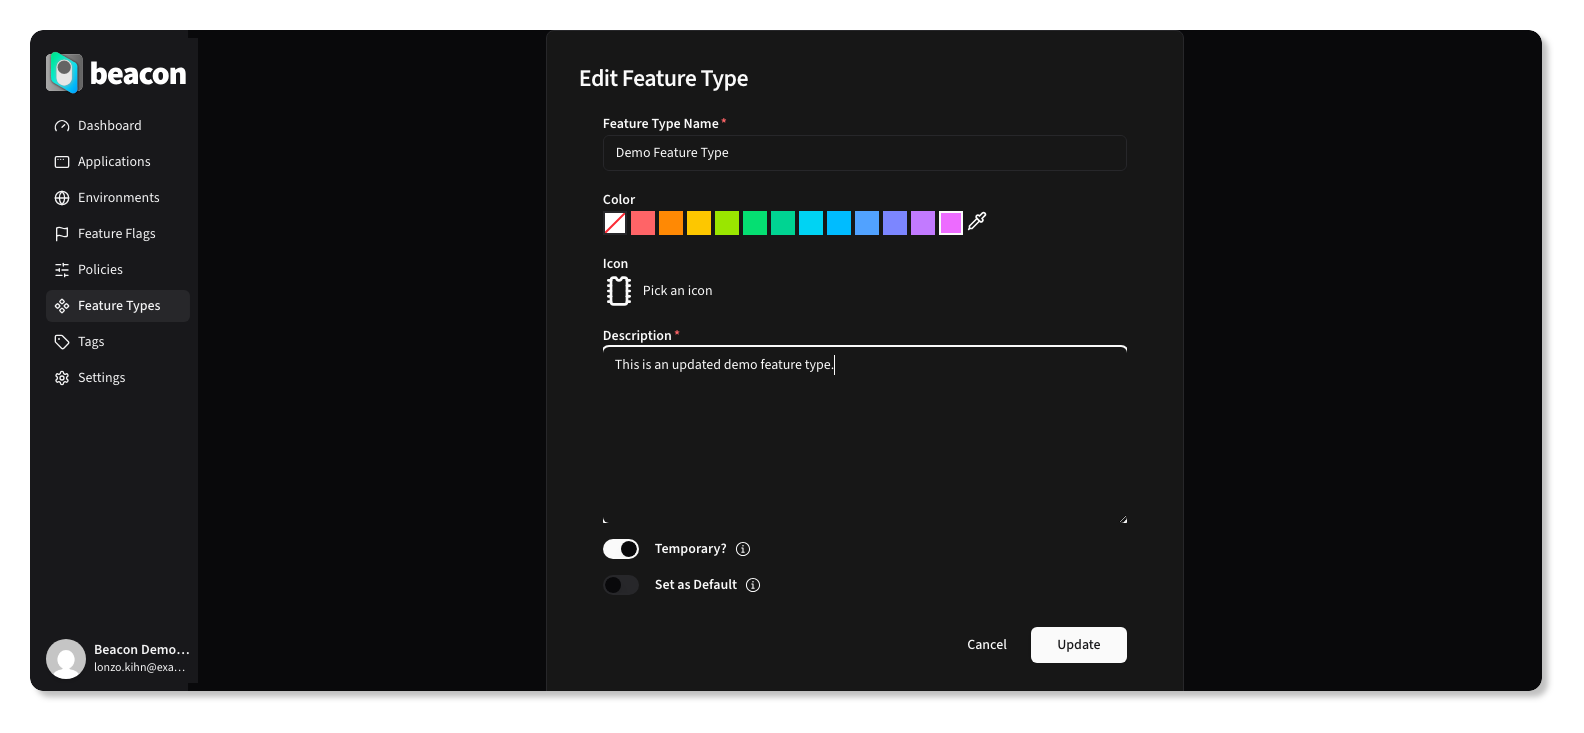 beacon
Dashboard
Applications
Environments
Feature Flags
Policies
Feature Types
Tags
Settings
Beacon Demo...
lonzo.kihn@exa...
Edit Feature Type
Feature Type Name *
Demo Feature Type
Color
Icon
Pick an icon
Description *
This is an updated demo feature type.
Temporary?
Set as Default
Cancel
Update